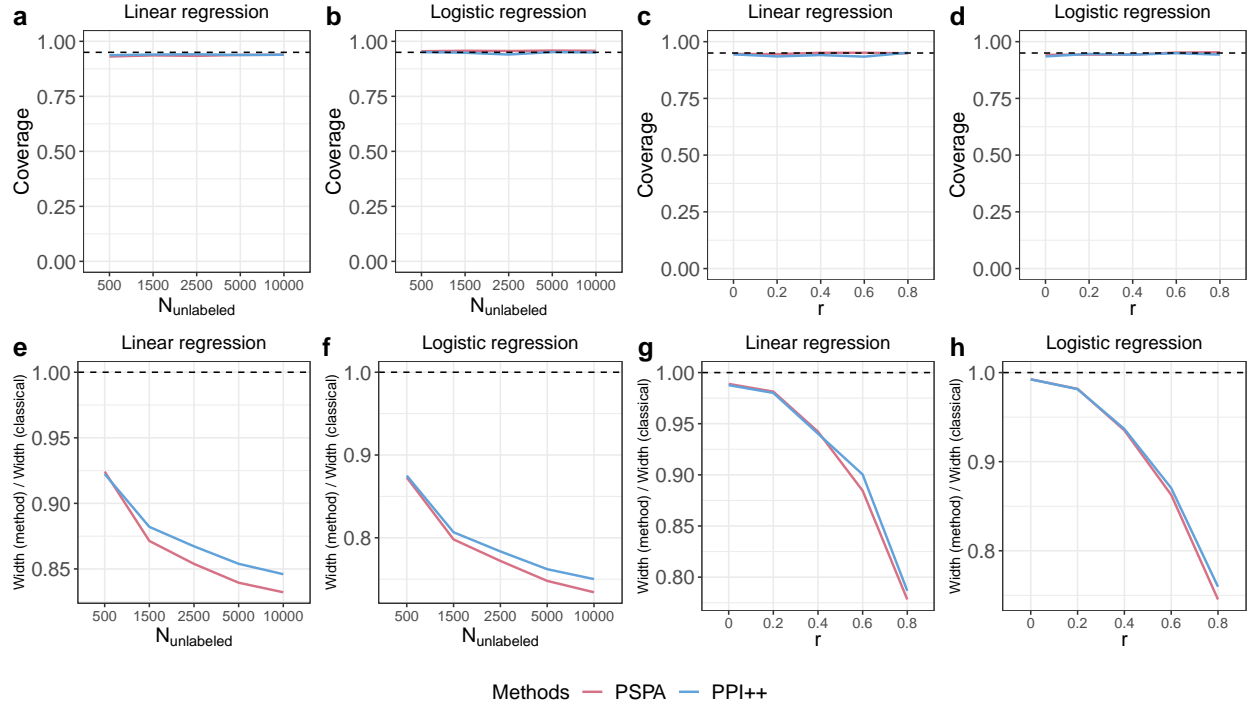 a
Linear regression
Coverage
1.00
0.75
0.50
0.25
0.00
500 1500 2500 5000 10000
N_unlabeled
b
Logistic regression
Coverage
1.00
0.75
0.50
0.25
0.00
500 1500 2500 5000 10000
N_unlabeled
c
Linear regression
Coverage
1.00
0.75
0.50
0.25
0.00
0 0.2 0.4 0.6 0.8
r
d
Logistic regression
Coverage
1.00
0.75
0.50
0.25
0.00
0 0.2 0.4 0.6 0.8
r
e
Linear regression
Width (method) / Width (classical)
1.00
0.95
0.90
0.85
500 1500 2500 5000 10000
N_unlabeled
f
Logistic regression
Width (method) / Width (classical)
1.00
0.9
0.8
500 1500 2500 5000 10000
N_unlabeled
g
Linear regression
Width (method) / Width (classical)
1.00
0.95
0.90
0.85
0.80
0 0.2 0.4 0.6 0.8
r
h
Logistic regression
Width (method) / Width (classical)
1.00
0.9
0.8
0 0.2 0.4 0.6 0.8
r
Methods PSPA PPI++